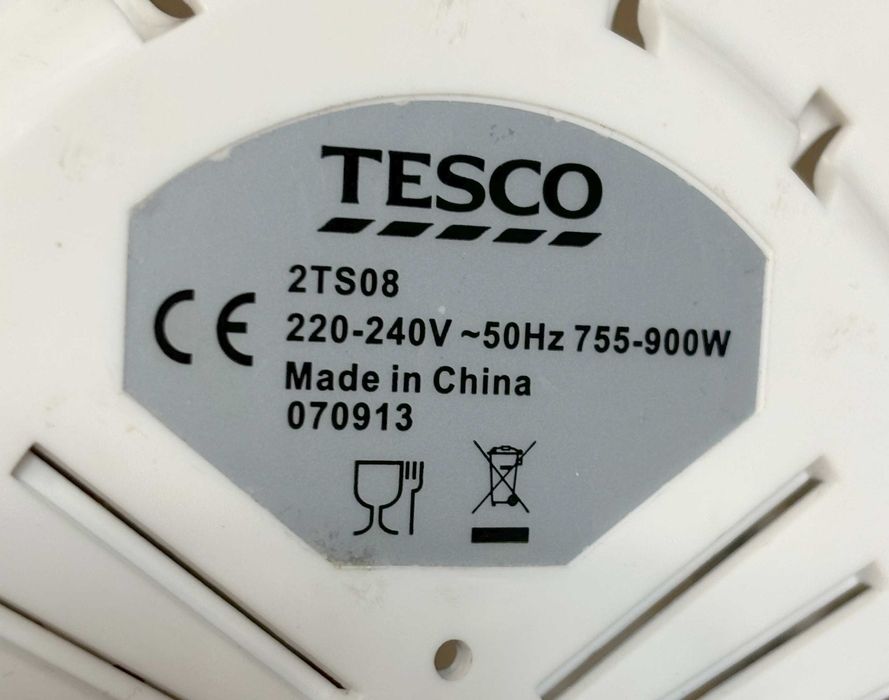 TESCO
2TS08
CE
220-240V ~50Hz 755-900W
Made in China
070913